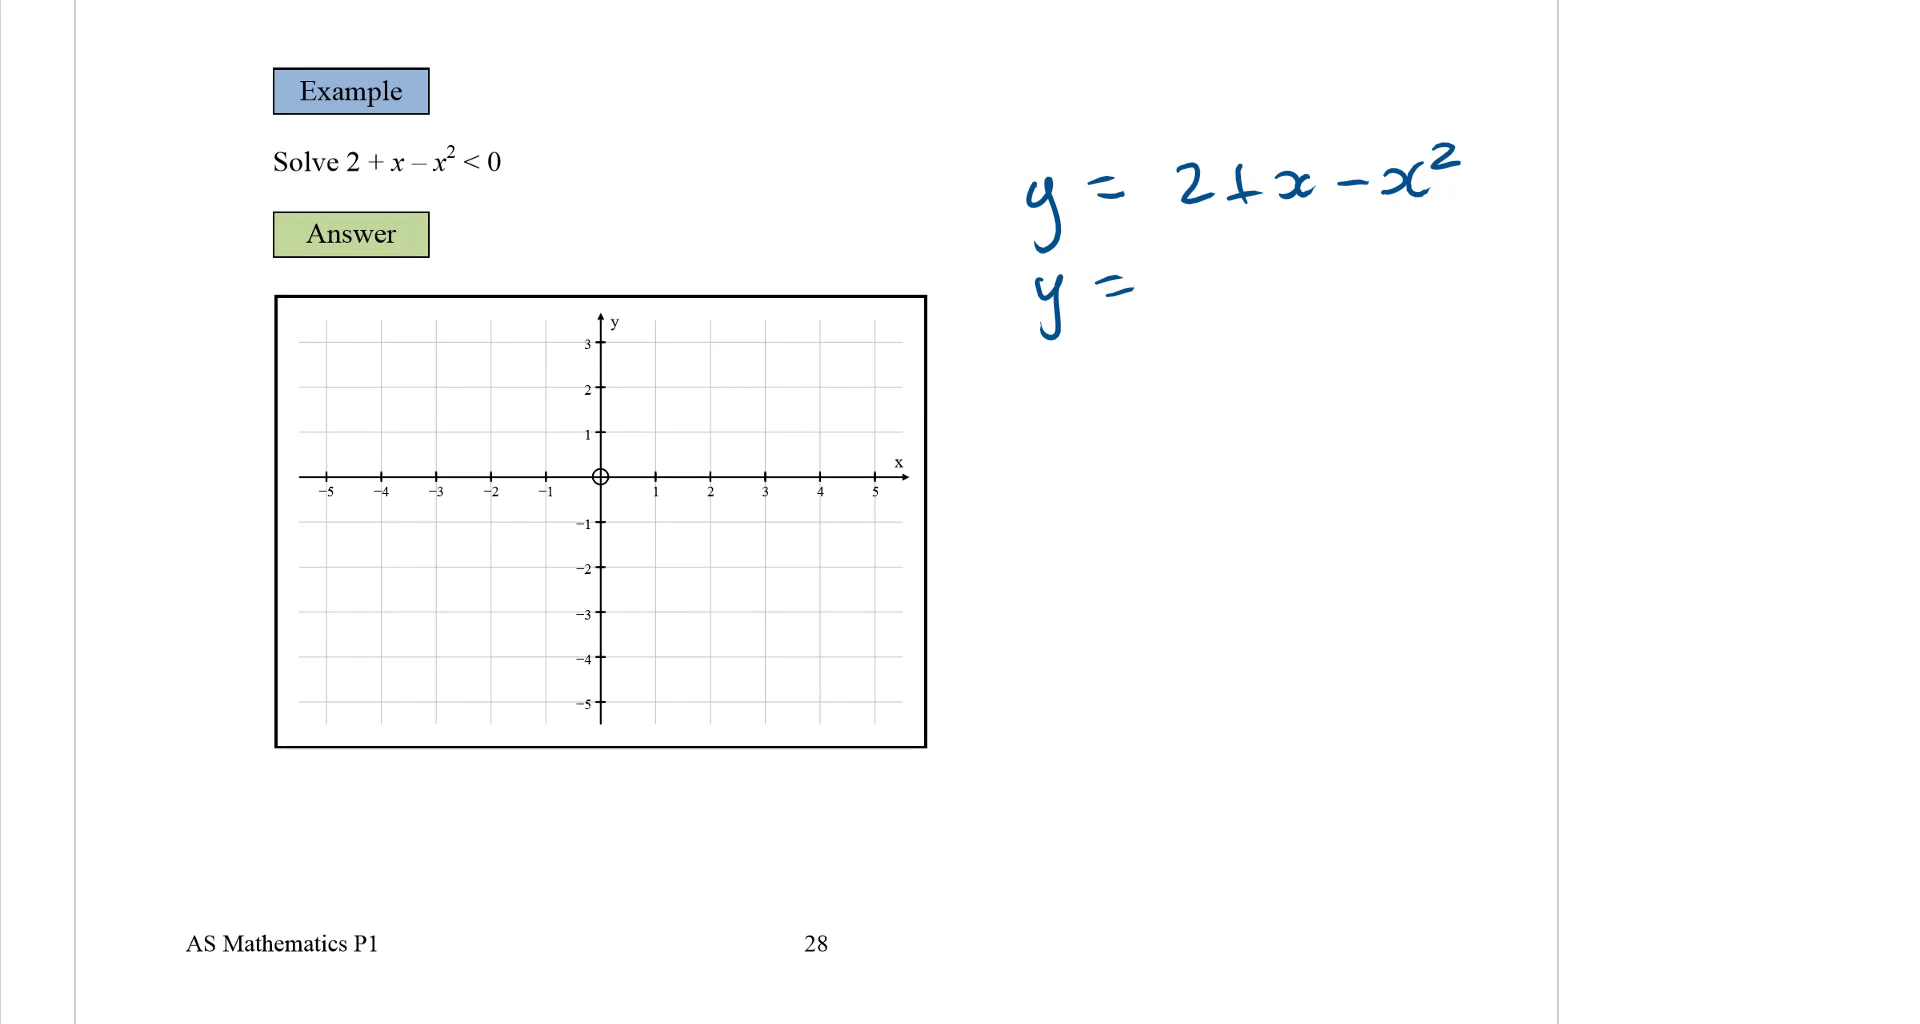 Example
Solve 2 + x – x² < 0
y = 2 + x – x²
Answer
y =
y
3
2
1
x
–5 –4 –3 –2 –1 1 2 3 4 5
–1
–2
–3
–4
–5
AS Mathematics P1 28